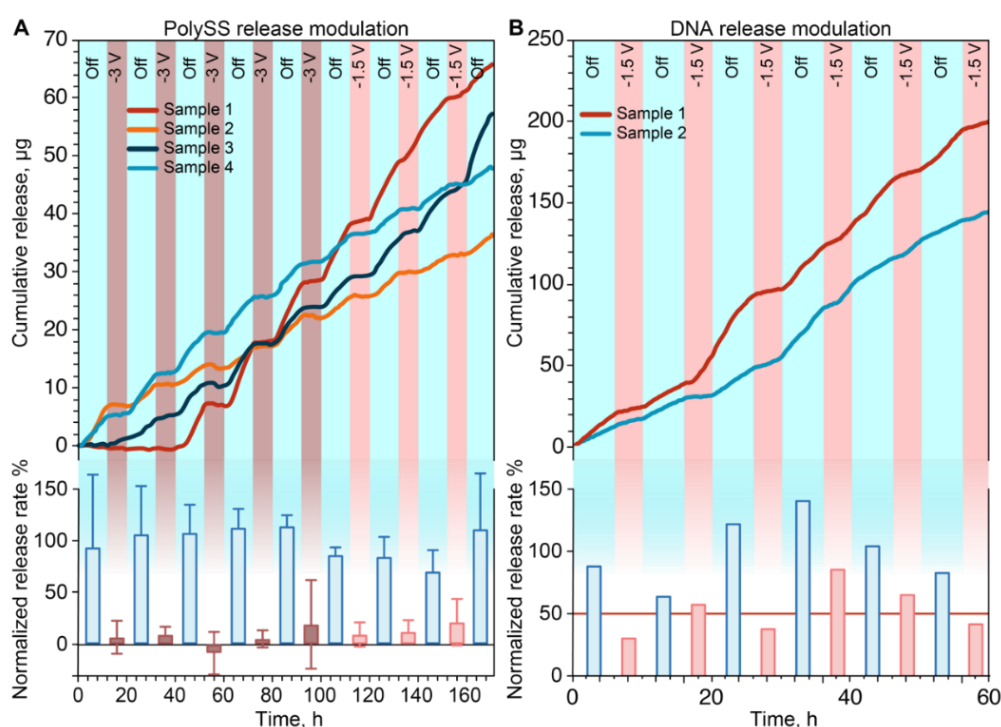 A PolySS release modulation
Off -3 V Off -3 V Off -3 V Off -3 V Off -3 V Off -1.5 V Off -1.5 V Off -1.5 V Off
Cumulative release, µg
70
60
50
40
30
20
10
0
Sample 1
Sample 2
Sample 3
Sample 4
Normalized release rate %
150
100
50
0
0 20 40 60 80 100 120 140 160
Time, h
B DNA release modulation
Off -1.5 V Off -1.5 V Off -1.5 V Off -1.5 V Off -1.5 V Off -1.5 V
Cumulative release, µg
250
200
150
100
50
0
Sample 1
Sample 2
Normalized release rate %
150
100
50
0
0 20 40 60
Time, h